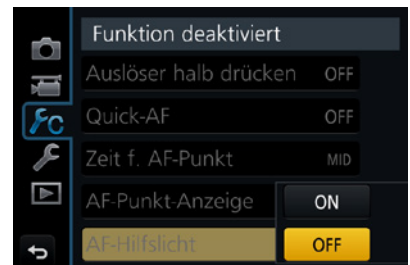 Funktion deaktiviert
Auslöser halb drücken OFF
Quick-AF OFF
Zeit f. AF-Punkt MID
AF-Punkt-Anzeige ON
AF-Hilfslicht OFF
C